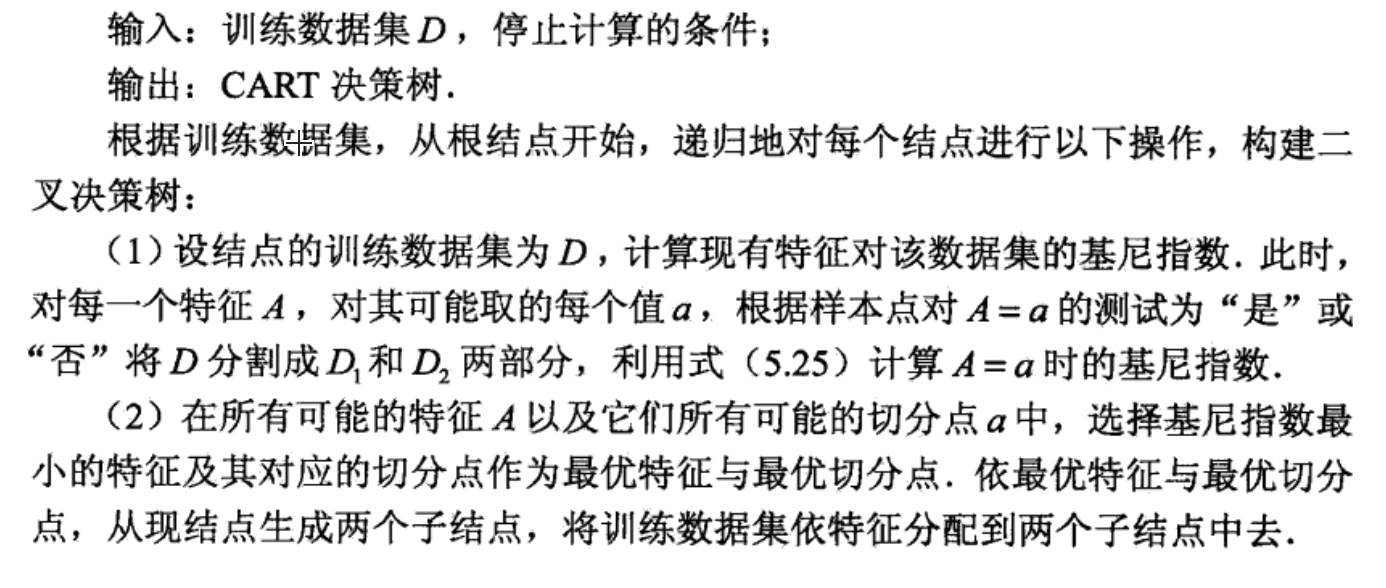 输入：训练数据集 D，停止计算的条件；
输出：CART 决策树．
根据训练数据集，从根结点开始，递归地对每个结点进行以下操作，构建二
叉决策树：
（1）设结点的训练数据集为 D，计算现有特征对该数据集的基尼指数．此时，
对每一个特征 A，对其可能取的每个值 a，根据样本点对 A = a 的测试为“是”或
“否”将 D 分割成 D₁ 和 D₂ 两部分，利用式（5.25）计算 A = a 时的基尼指数．
（2）在所有可能的特征 A 以及它们所有可能的切分点 a 中，选择基尼指数最
小的特征及其对应的切分点作为最优特征与最优切分点．依最优特征与最优切分
点，从现结点生成两个子结点，将训练数据集依特征分配到两个子结点中去．